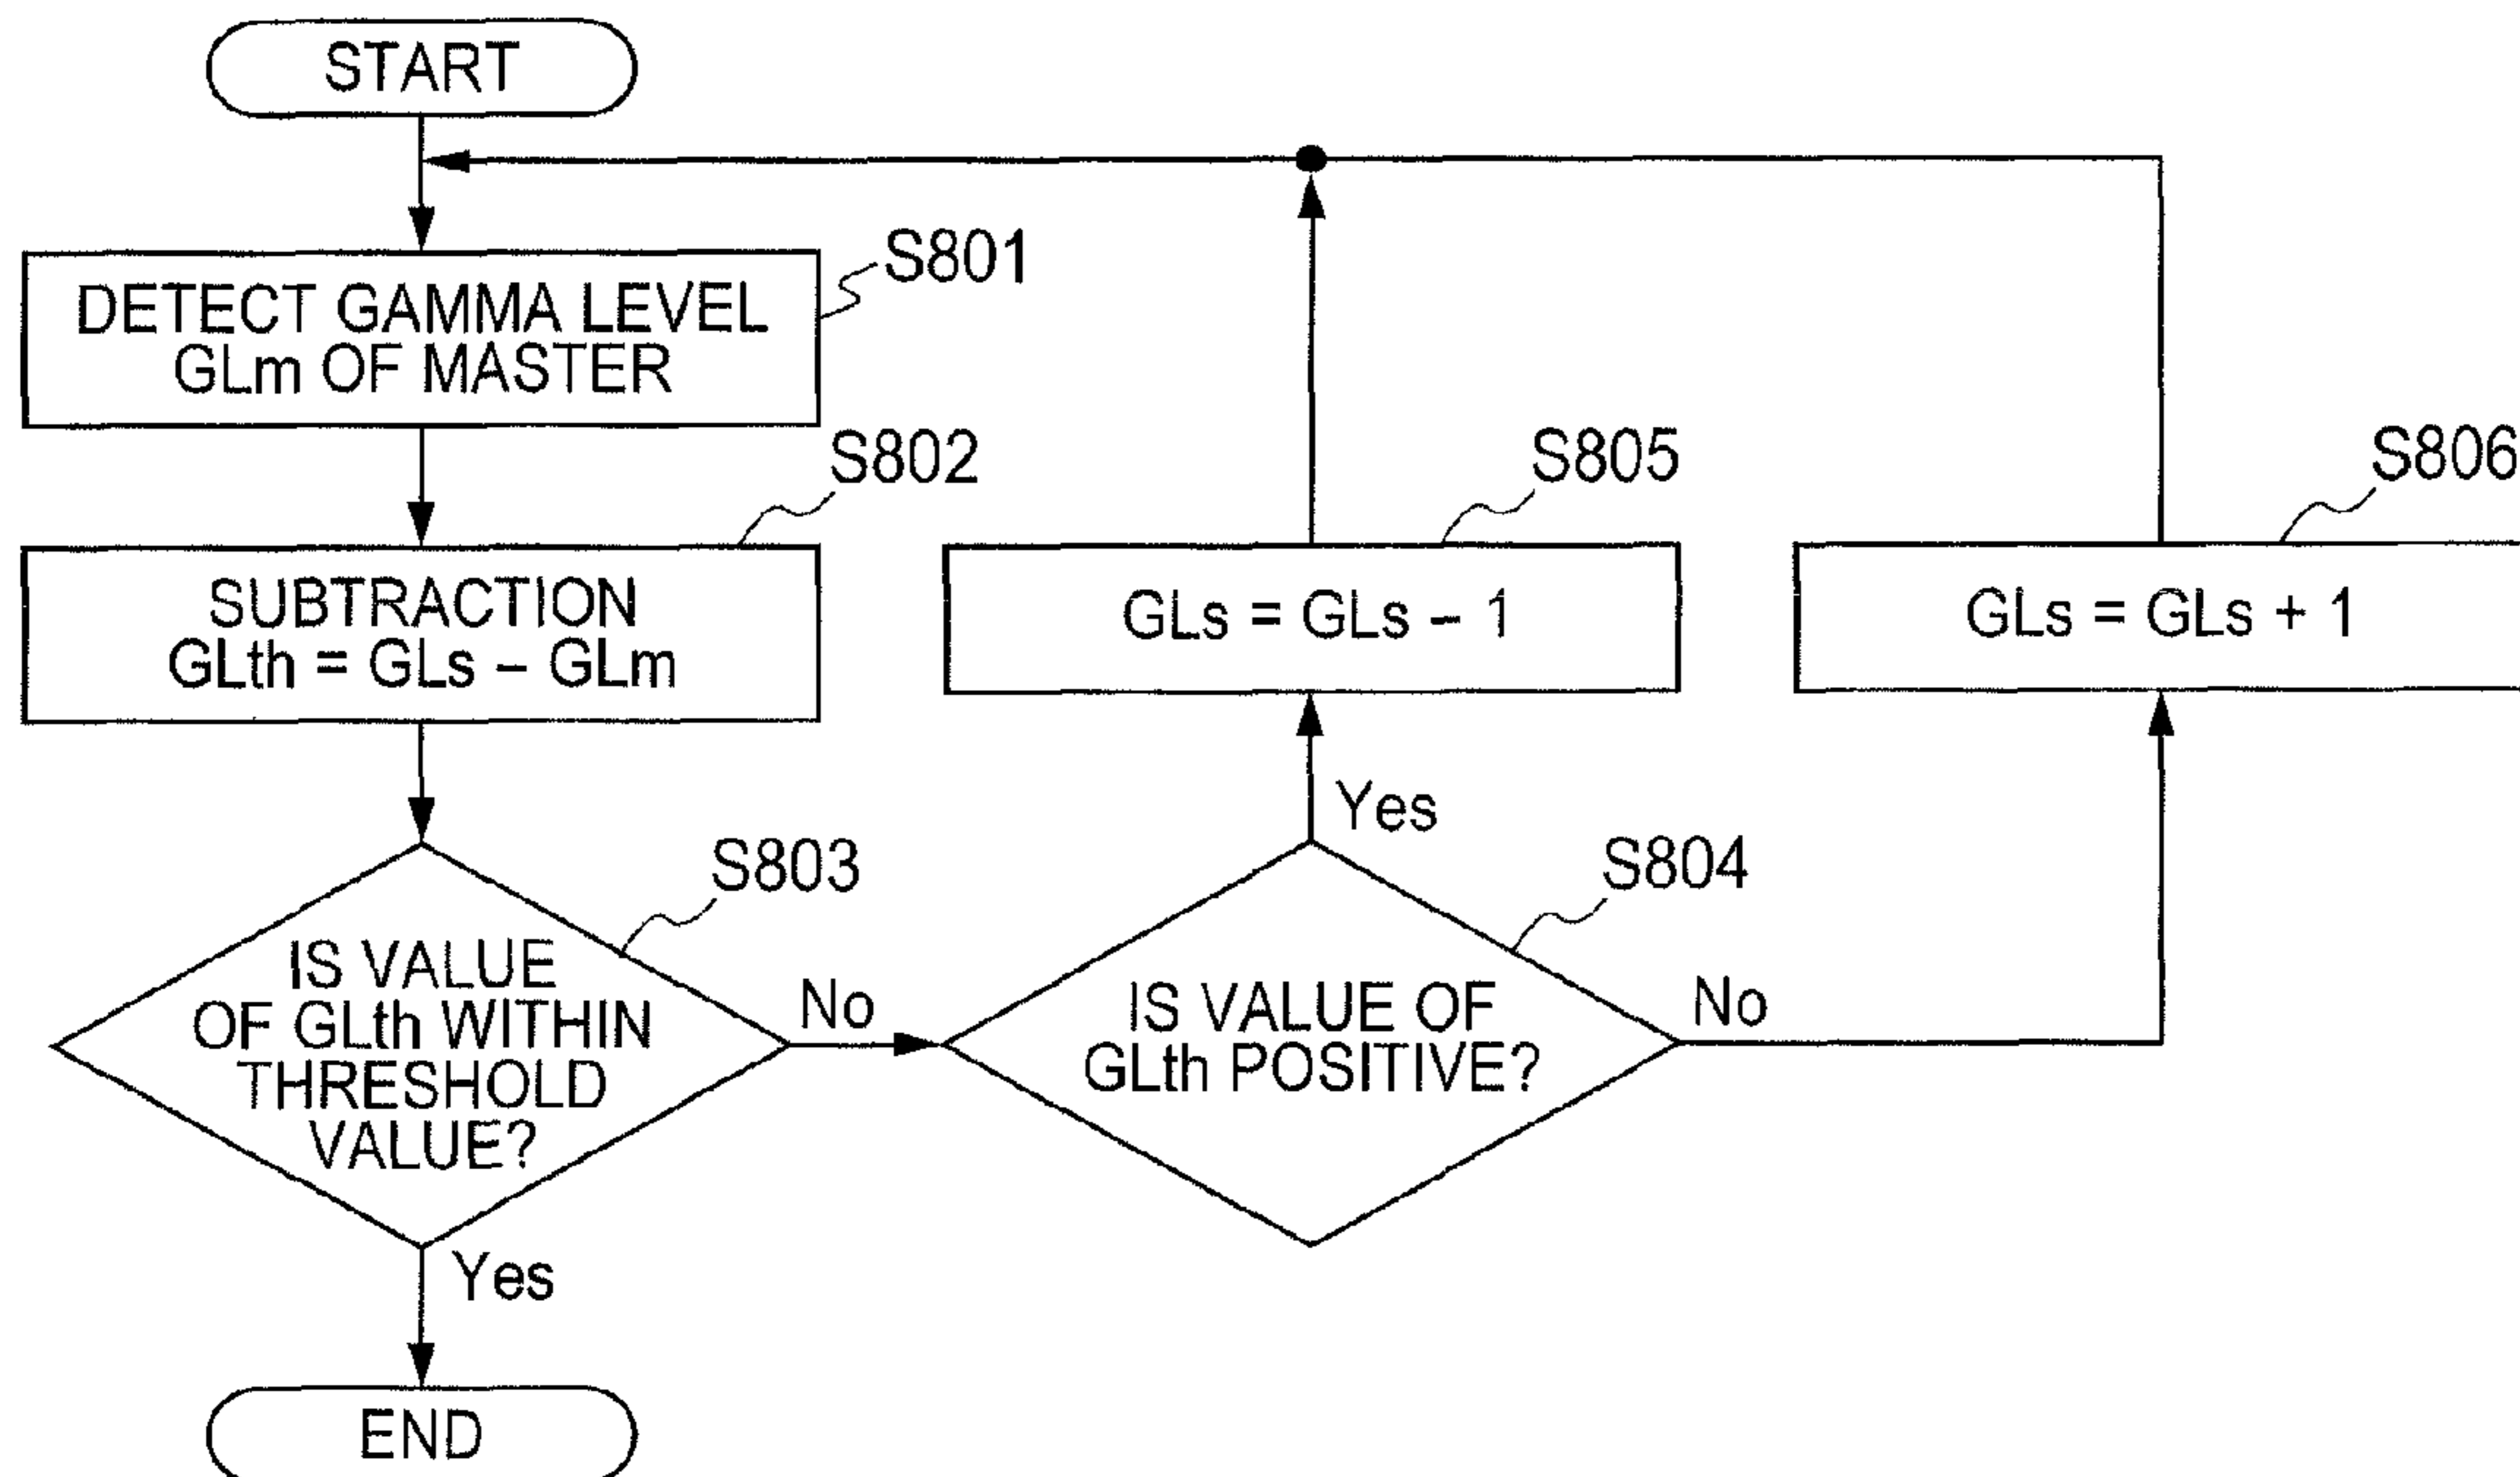 START
S801
DETECT GAMMA LEVEL
GLm OF MASTER
S802
SUBTRACTION
GLth = GLs – GLm
S803
IS VALUE
OF GLth WITHIN
THRESHOLD
VALUE?
No
Yes
END
S804
IS VALUE OF
GLth POSITIVE?
Yes
No
S805
GLs = GLs – 1
S806
GLs = GLs + 1